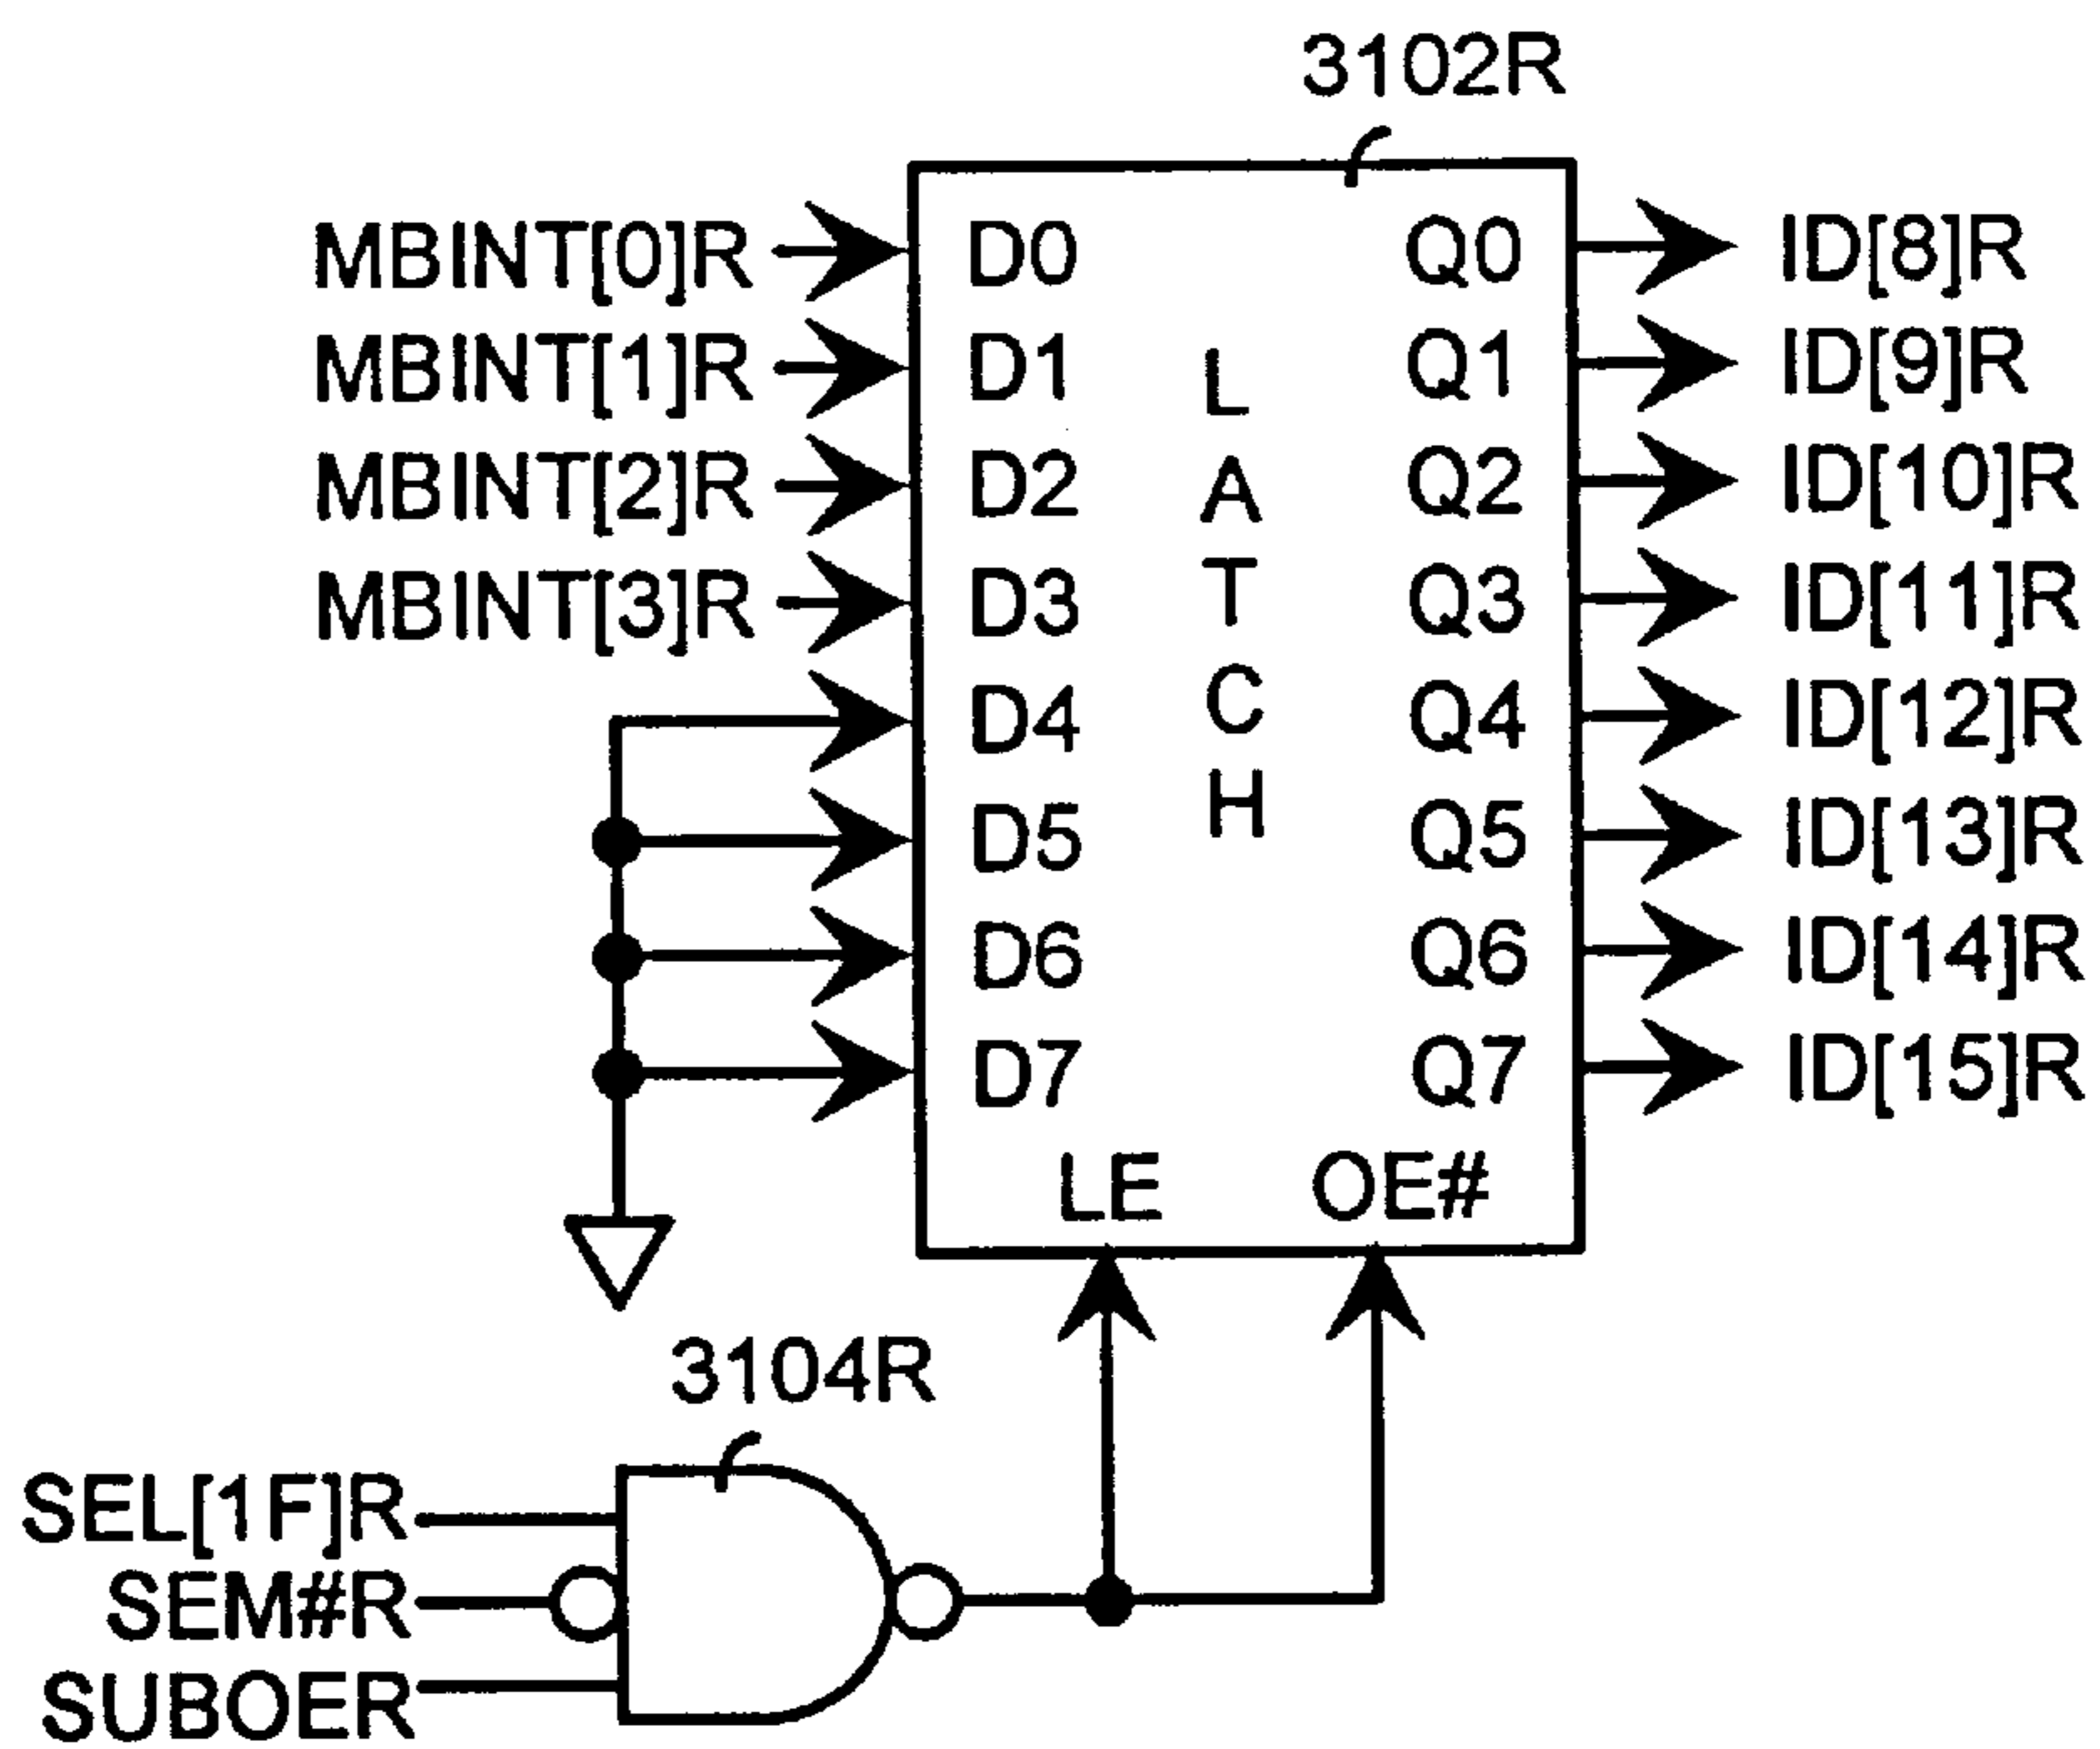 3102R
MBINT[0]R D0 Q0 ID[8]R
MBINT[1]R D1 Q1 ID[9]R
MBINT[2]R D2 Q2 ID[10]R
MBINT[3]R D3 Q3 ID[11]R
D4 Q4 ID[12]R
D5 Q5 ID[13]R
D6 Q6 ID[14]R
D7 Q7 ID[15]R
LATCH
LE OE#
3104R
SEL[1F]R
SEM#R
SUBOER